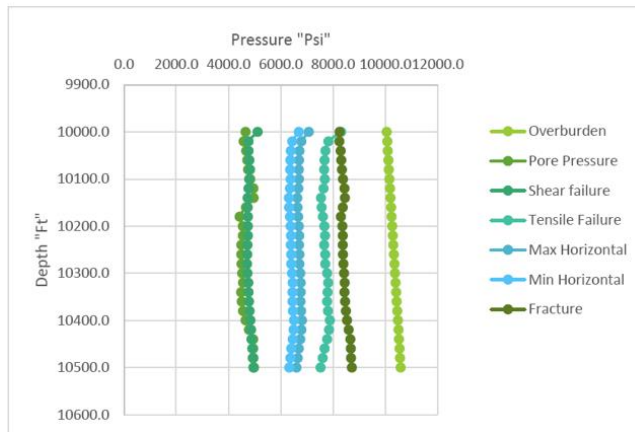 Pressure "Psi"
0.0 2000.0 4000.0 6000.0 8000.0 10000.0 12000.0
9900.0
10000.0
10100.0
10200.0
10300.0
10400.0
10500.0
10600.0
Depth "Ft"
Overburden
Pore Pressure
Shear failure
Tensile Failure
Max Horizontal
Min Horizontal
Fracture